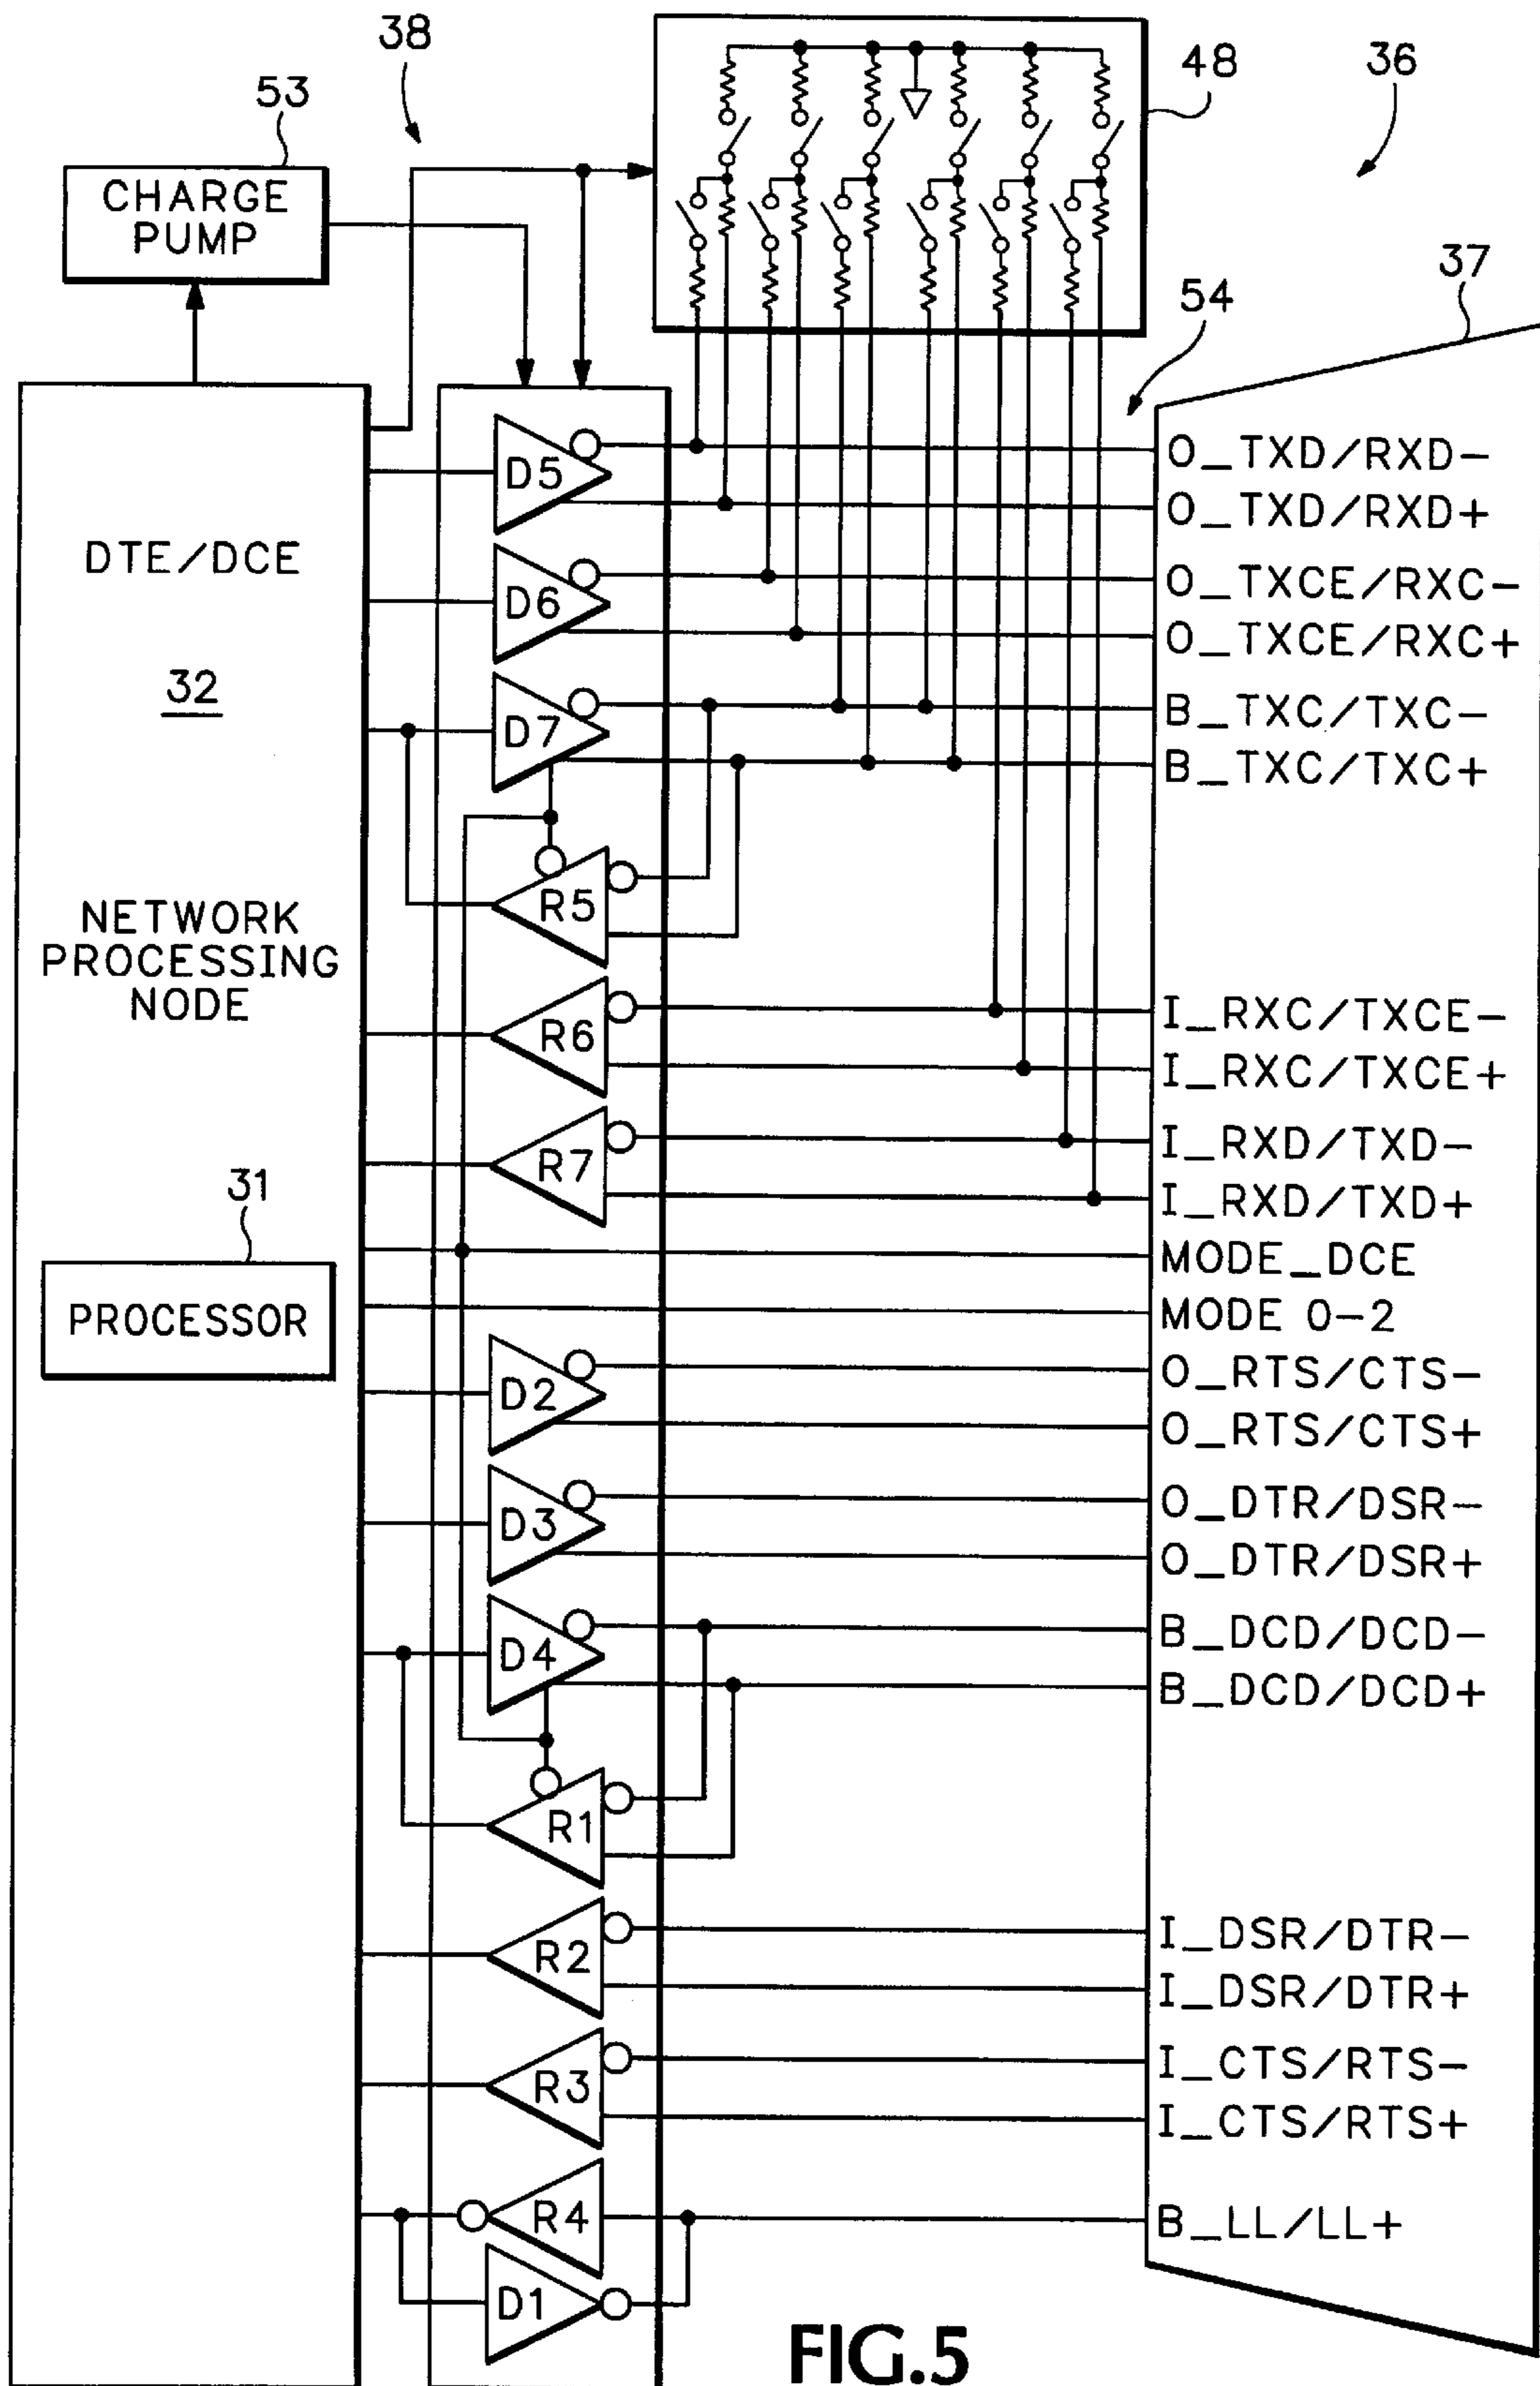 38
36
48
53
CHARGE
PUMP
37
54
D5
O_TXD/RXD-
O_TXD/RXD+
DTE/DCE
D6
O_TXCE/RXC-
O_TXCE/RXC+
32
D7
B_TXC/TXC-
B_TXC/TXC+
R5
NETWORK
PROCESSING
NODE
R6
I_RXC/TXCE-
I_RXC/TXCE+
R7
I_RXD/TXD-
I_RXD/TXD+
31
PROCESSOR
MODE_DCE
MODE 0-2
D2
O_RTS/CTS-
O_RTS/CTS+
D3
O_DTR/DSR-
O_DTR/DSR+
D4
B_DCD/DCD-
B_DCD/DCD+
R1
R2
I_DSR/DTR-
I_DSR/DTR+
R3
I_CTS/RTS-
I_CTS/RTS+
R4
B_LL/LL+
D1
FIG.5